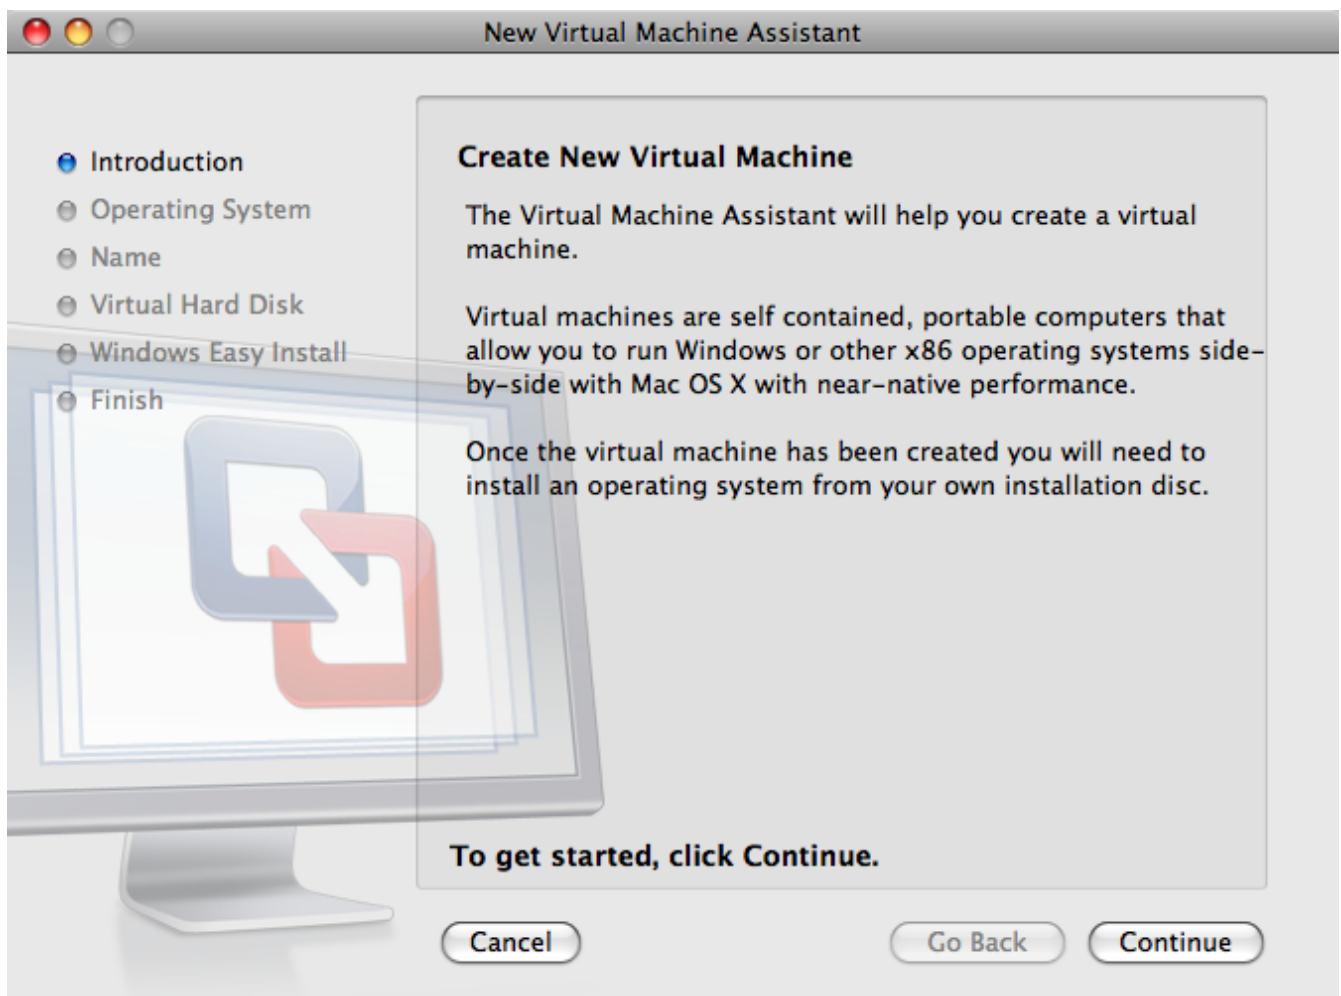 New Virtual Machine Assistant
Introduction
Operating System
Name
Virtual Hard Disk
Windows Easy Install
Finish
Create New Virtual Machine
The Virtual Machine Assistant will help you create a virtual
machine.
Virtual machines are self contained, portable computers that
allow you to run Windows or other x86 operating systems side-
by-side with Mac OS X with near-native performance.
Once the virtual machine has been created you will need to
install an operating system from your own installation disc.
To get started, click Continue.
Cancel
Go Back
Continue